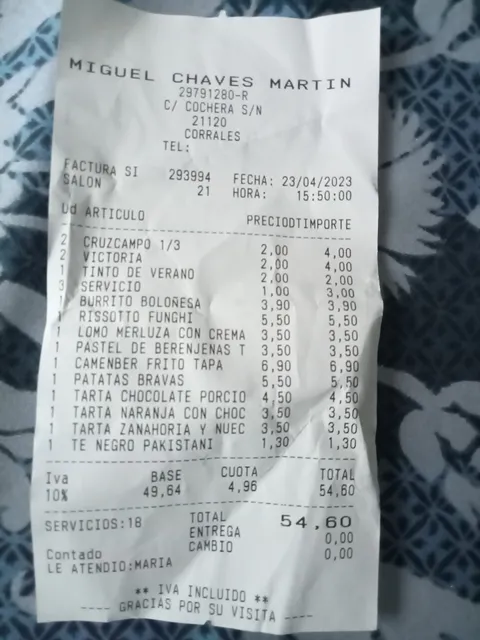 MIGUEL CHAVES MARTIN
29791280-R
C/ COCHERA S/N
21120
CORRALES
TEL:
FACTURA SI 293994 FECHA: 23/04/2023
SALON 21 HORA: 15:50:00
Ud ARTICULO PRECIODTIMPORTE
2 CRUZCAMPO 1/3 2,00 4,00
2 VICTORIA 2,00 4,00
1 TINTO DE VERANO 2,00 2,00
3 SERVICIO 1,00 3,00
1 BURRITO BOLOÑESA 3,90 3,90
1 RISSOTTO FUNGHI 5,50 5,50
1 LOMO MERLUZA CON CREMA 3,50 3,50
1 PASTEL DE BERENJENAS T 3,50 3,50
1 CAMENBER FRITO TAPA 6,90 6,90
1 PATATAS BRAVAS 5,50 5,50
1 TARTA CHOCOLATE PORCIO 4,50 4,50
1 TARTA NARANJA CON CHOC 3,50 3,50
1 TARTA ZANAHORIA Y NUEC 3,50 3,50
1 TE NEGRO PAKISTANI 1,30 1,30
Iva BASE CUOTA TOTAL
10% 49,64 4,96 54,60
SERVICIOS:18 TOTAL 54,60
ENTREGA 0,00
Contado CAMBIO 0,00
LE ATENDIO:MARIA
** IVA INCLUIDO **
---- GRACIAS POR SU VISITA ----